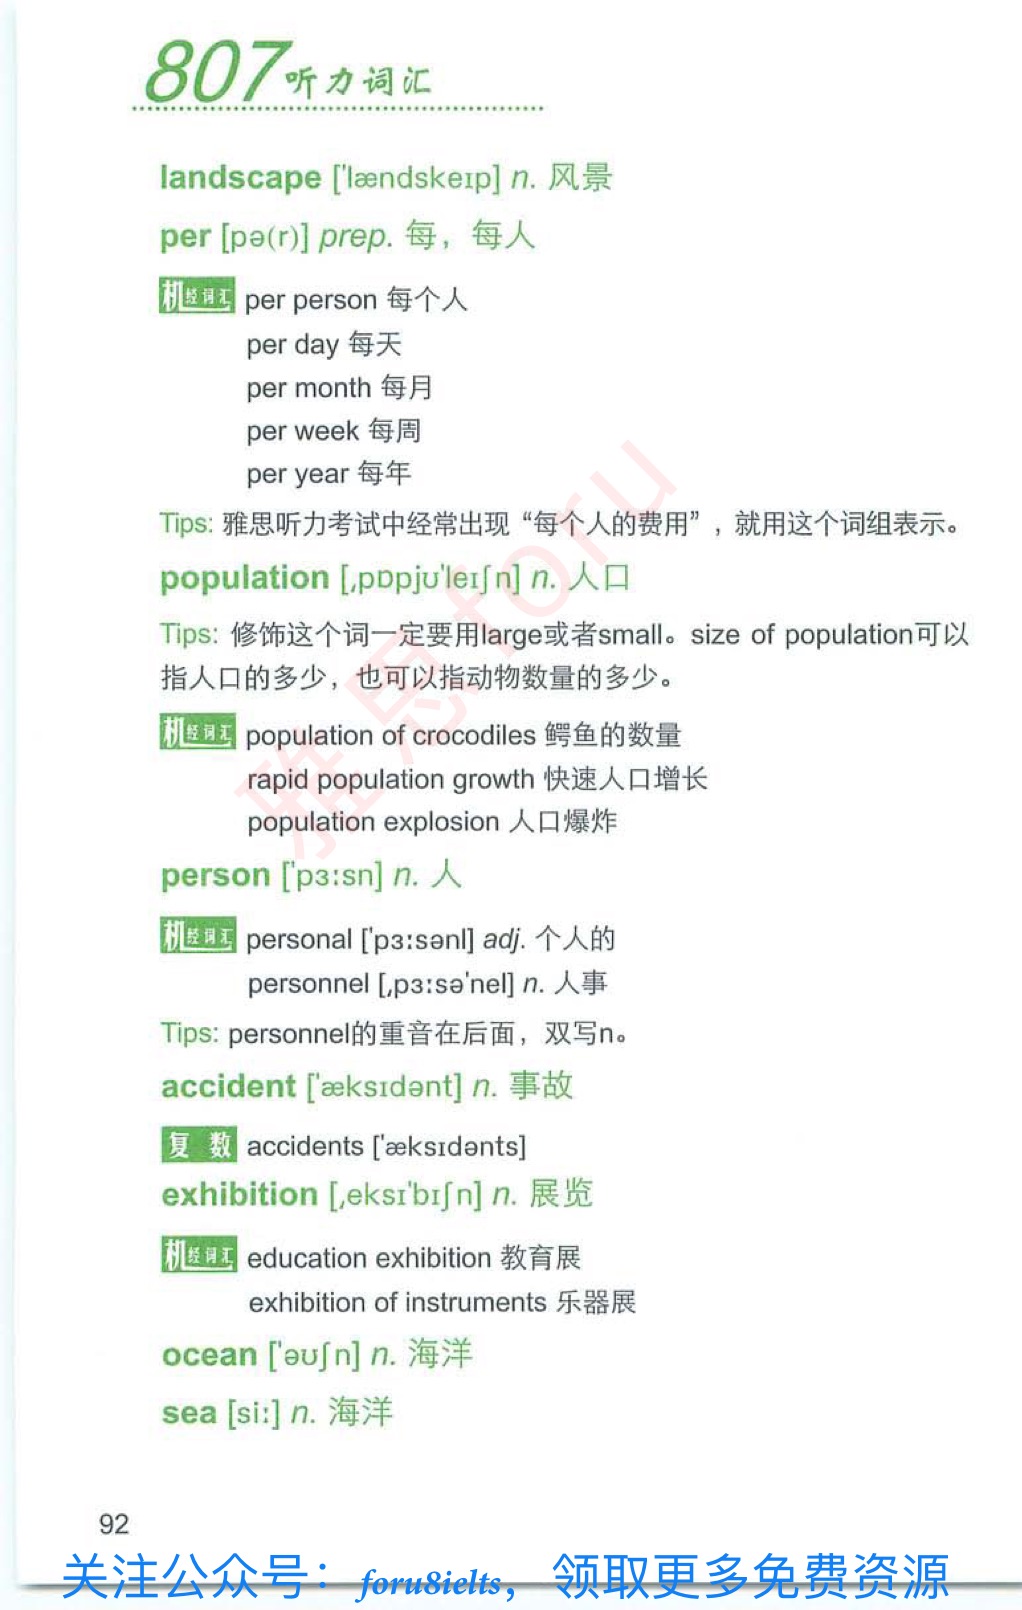 807听力词汇
landscape ['lændskeɪp] n. 风景
per [pə(r)] prep. 每，每人
机经词汇 per person 每个人
per day 每天
per month 每月
per week 每周
per year 每年
Tips: 雅思听力考试中经常出现“每个人的费用”，就用这个词组表示。
population [ˌpɒpjʊ'leɪʃn] n. 人口
Tips: 修饰这个词一定要用large或者small。size of population可以
指人口的多少，也可以指动物数量的多少。
机经词汇 population of crocodiles 鳄鱼的数量
rapid population growth 快速人口增长
population explosion 人口爆炸
person ['pɜːsn] n. 人
机经词汇 personal ['pɜːsənl] adj. 个人的
personnel [ˌpɜːsə'nel] n. 人事
Tips: personnel的重音在后面，双写n。
accident ['æksɪdənt] n. 事故
复数 accidents ['æksɪdənts]
exhibition [ˌeksɪ'bɪʃn] n. 展览
机经词汇 education exhibition 教育展
exhibition of instruments 乐器展
ocean ['əʊʃn] n. 海洋
sea [siː] n. 海洋
雅思foru
92
关注公众号：foru8ielts，领取更多免费资源